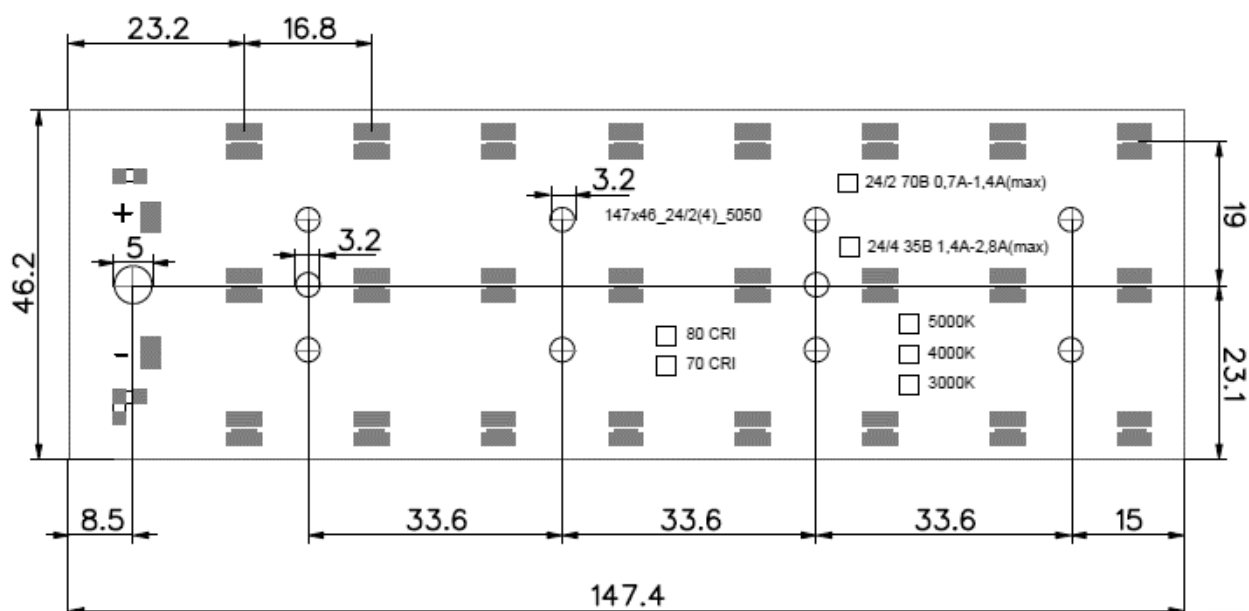 23.2
16.8
3.2
24/2 70B 0,7A-1,4A(max)
+
147x46_24/2(4)_5050
19
5
3.2
24/4 35B 1,4A-2,8A(max)
46.2
80 CRI
5000K
-
70 CRI
4000K
3000K
23.1
8.5
33.6
33.6
33.6
15
147.4